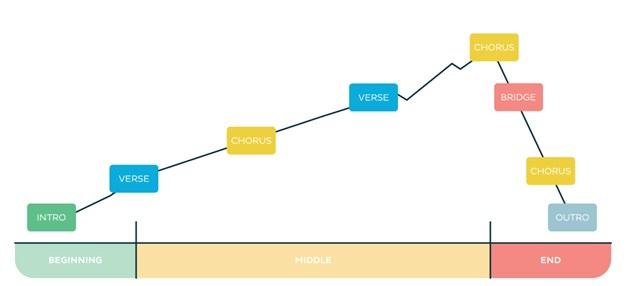 INTRO
VERSE
CHORUS
VERSE
CHORUS
BRIDGE
CHORUS
OUTRO
BEGINNING
MIDDLE
END